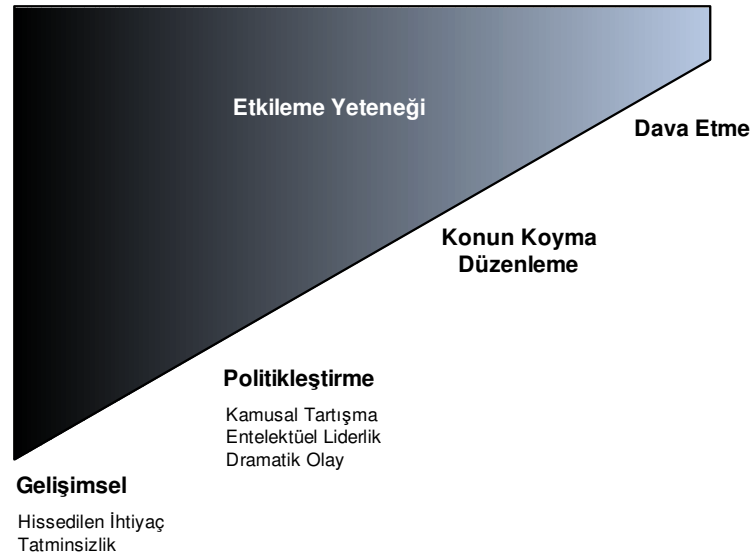 Etkileme Yeteneği
Dava Etme
Konun Koyma
Düzenleme
Politikleştirme
Kamusal Tartışma
Entelektüel Liderlik
Dramatik Olay
Gelişimsel
Hissedilen İhtiyaç
Tatminsizlik